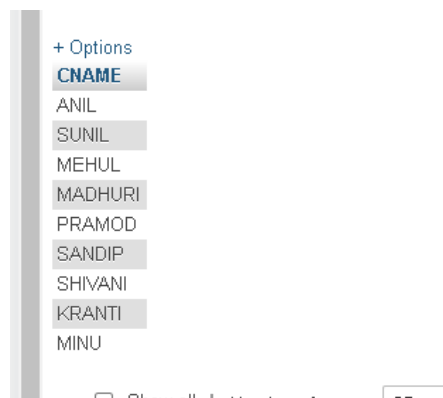 + Options
CNAME
ANIL
SUNIL
MEHUL
MADHURI
PRAMOD
SANDIP
SHIVANI
KRANTI
MINU